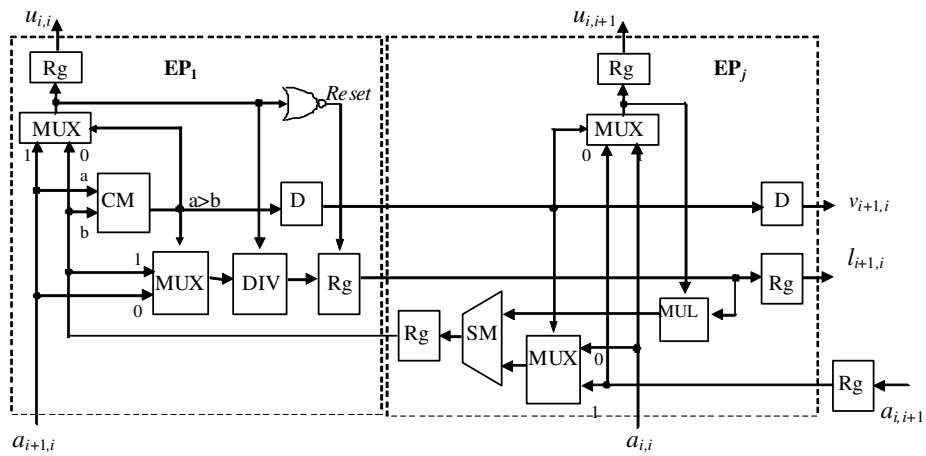 u_{i,i}
u_{i,i+1}
EP_1
EP_j
Rg
Reset
Rg
MUX
MUX
1
0
0
1
a
CM
a>b
D
D
v_{i+1,i}
b
1
MUX
DIV
Rg
Rg
l_{i+1,i}
0
MUL
Rg
SM
MUX
0
Rg
1
a_{i,i+1}
a_{i+1,i}
a_{i,i}